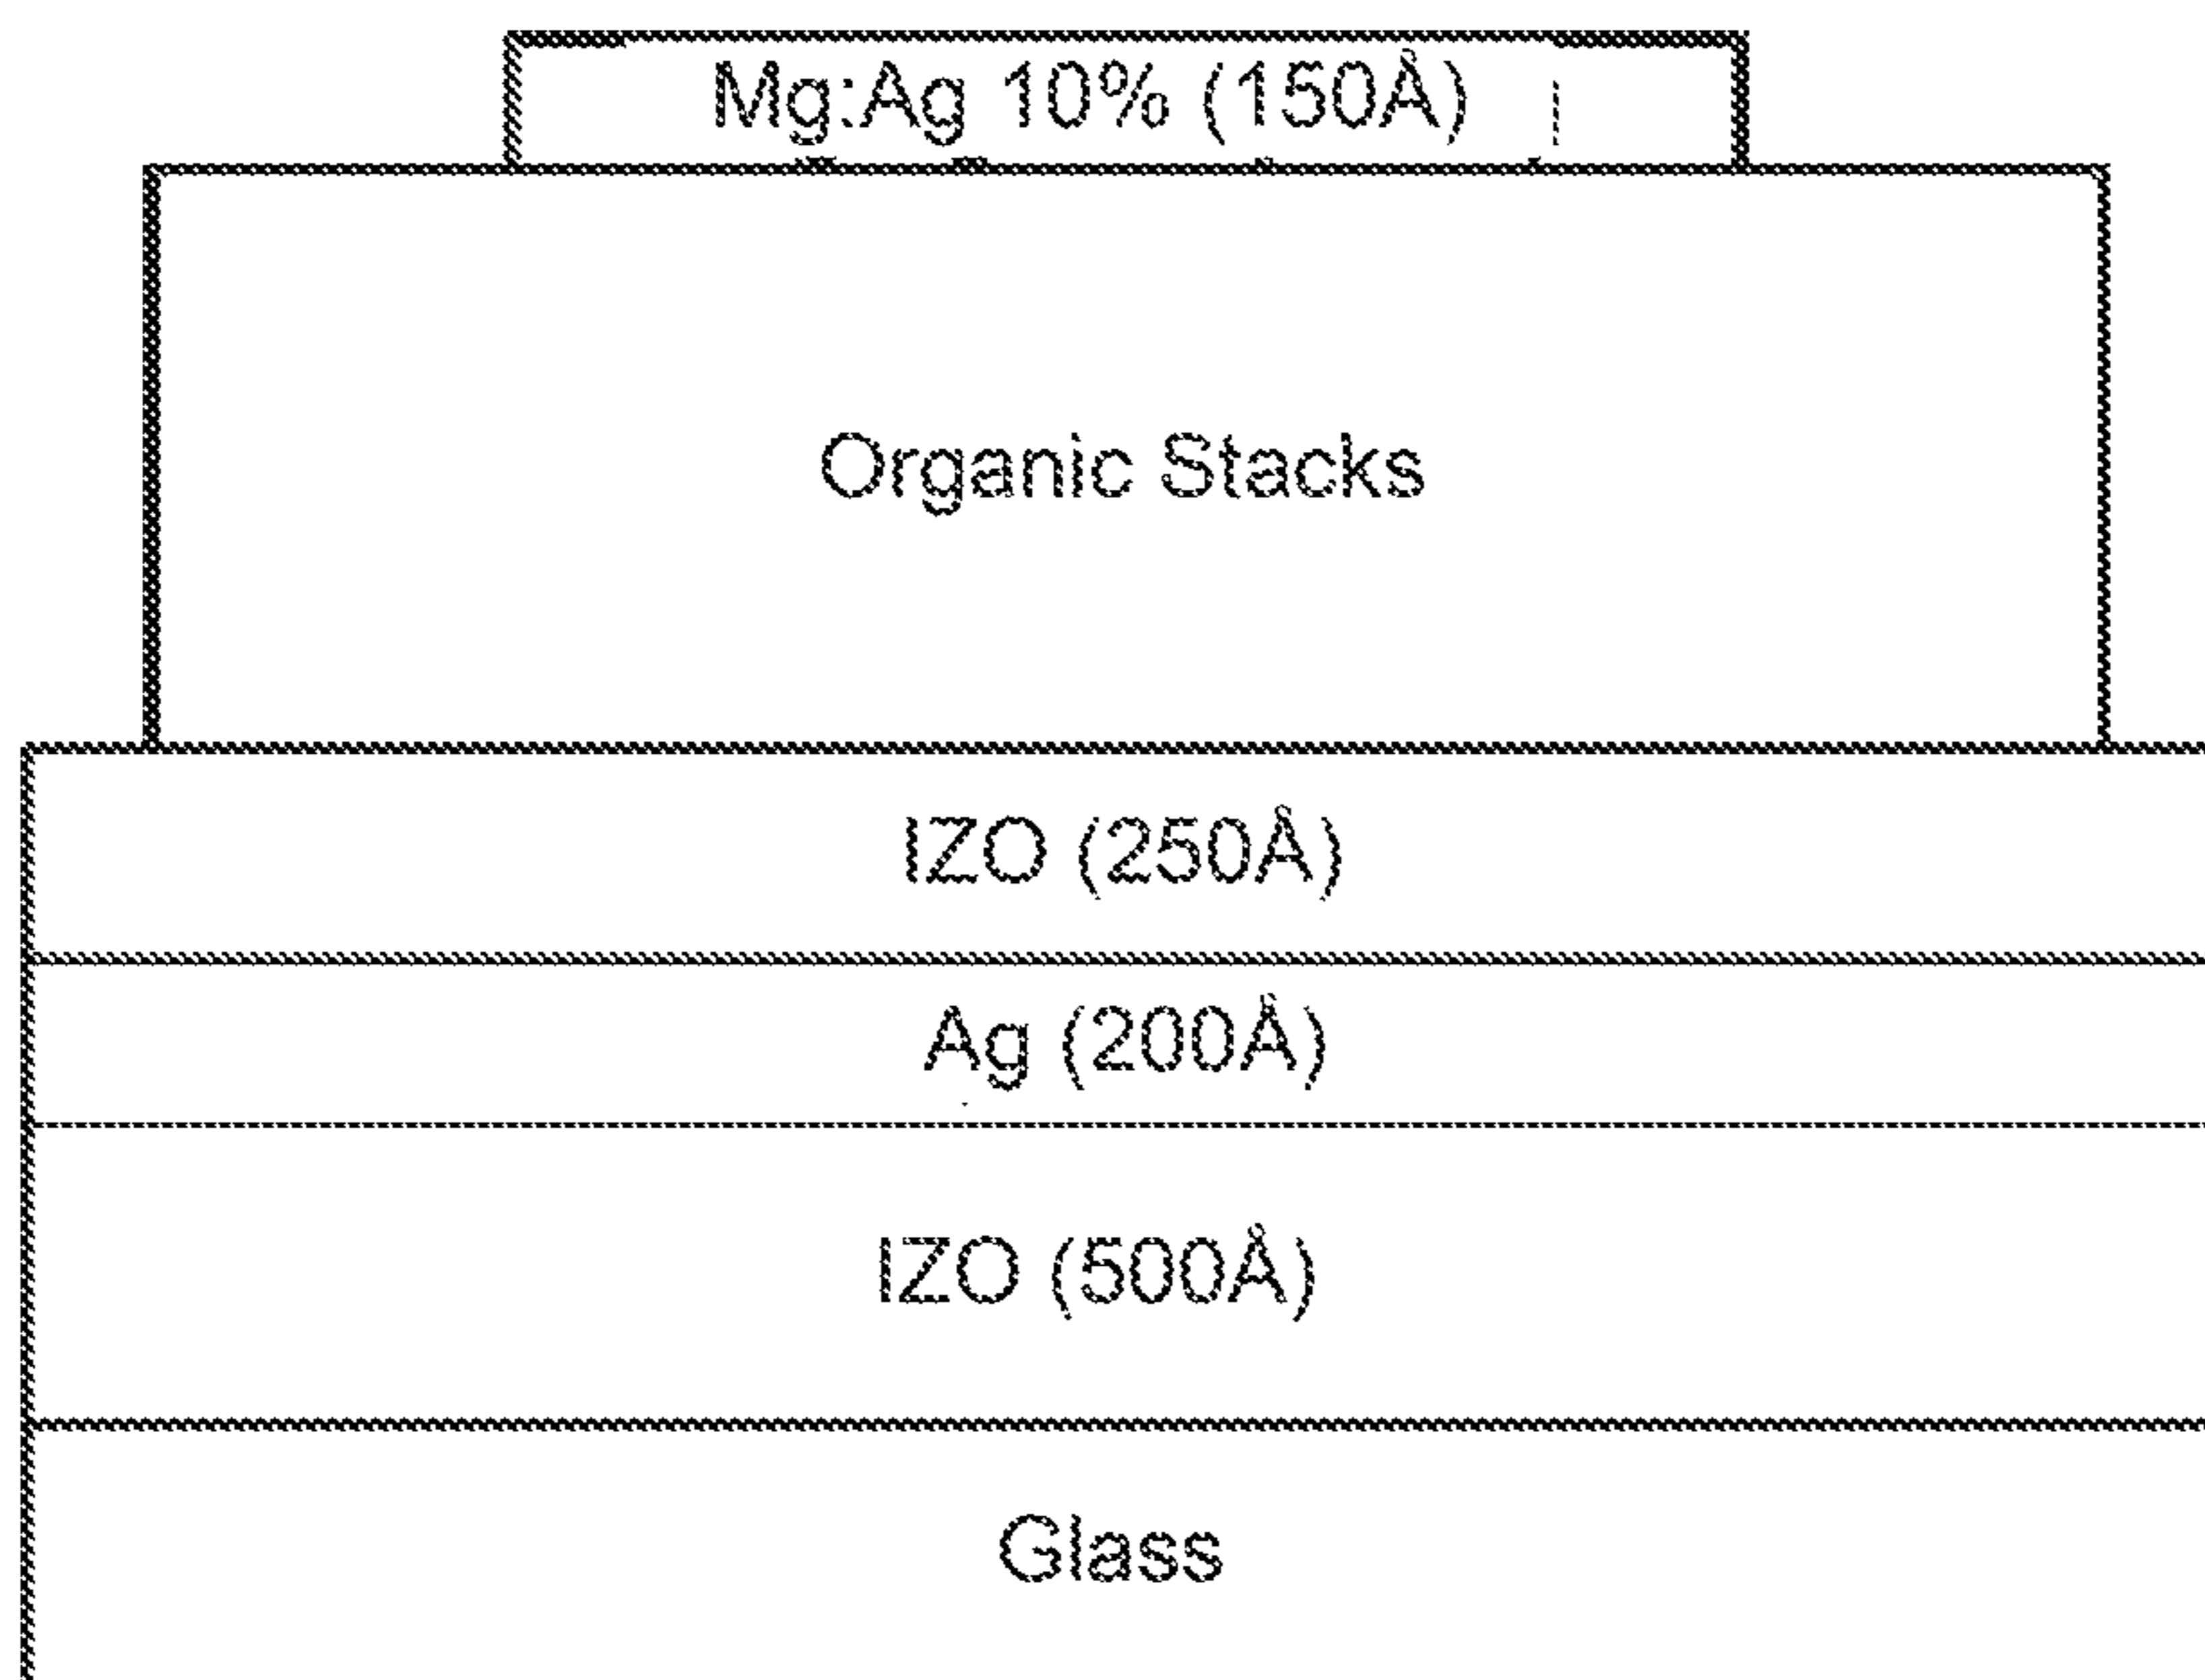 Mg:Ag 10% (150Å)
Organic Stacks
IZO (250Å)
Ag (200Å)
IZO (500Å)
Glass